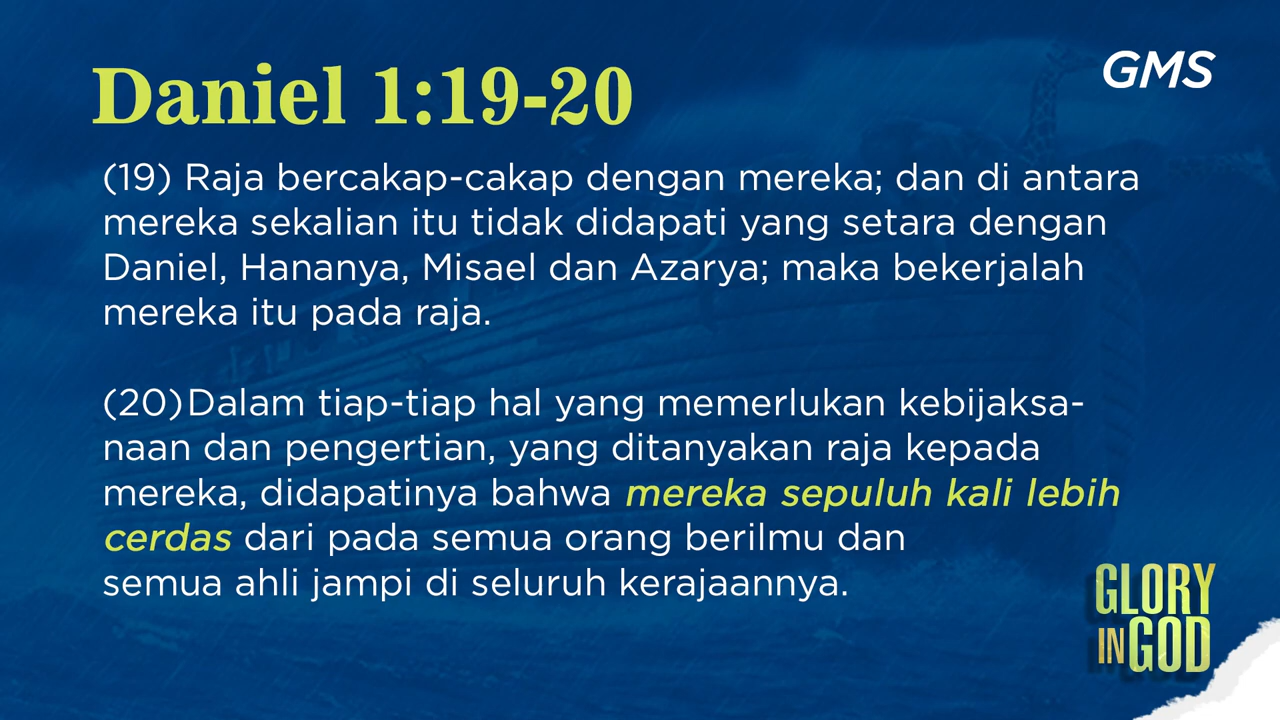 GMS
Daniel 1:19-20
(19) Raja bercakap-cakap dengan mereka; dan di antara
mereka sekalian itu tidak didapati yang setara dengan
Daniel, Hananya, Misael dan Azarya; maka bekerjalah
mereka itu pada raja.
(20)Dalam tiap-tiap hal yang memerlukan kebijaksa-
naan dan pengertian, yang ditanyakan raja kepada
mereka, didapatinya bahwa mereka sepuluh kali lebih
cerdas dari pada semua orang berilmu dan
semua ahli jampi di seluruh kerajaannya.
GLORY
IN GOD